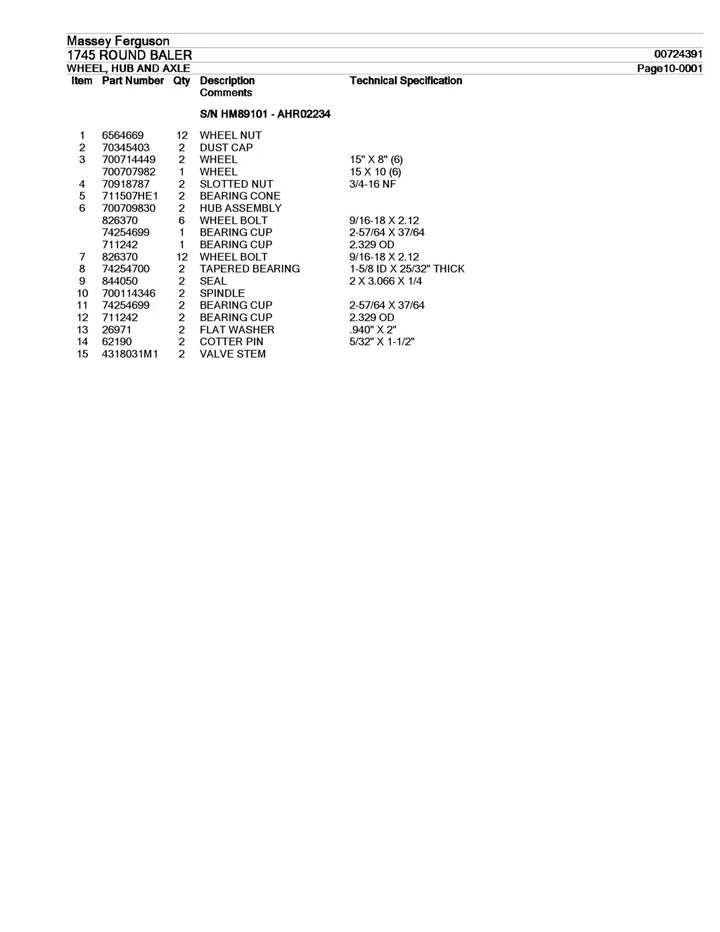 Massey Ferguson
1745 ROUND BALER 00724391
WHEEL, HUB AND AXLE Page10-0001
Item Part Number Qty Description Technical Specification
Comments
S/N HM89101 - AHR02234
1 6564669 12 WHEEL NUT
2 70345403 2 DUST CAP
3 700714449 2 WHEEL 15" X 8" (6)
700707982 1 WHEEL 15 X 10 (6)
4 70918787 2 SLOTTED NUT 3/4-16 NF
5 711507HE1 2 BEARING CONE
6 700709830 2 HUB ASSEMBLY
826370 6 WHEEL BOLT 9/16-18 X 2.12
74254699 1 BEARING CUP 2-57/64 X 37/64
711242 1 BEARING CUP 2.329 OD
7 826370 12 WHEEL BOLT 9/16-18 X 2.12
8 74254700 2 TAPERED BEARING 1-5/8 ID X 25/32" THICK
9 844050 2 SEAL 2 X 3.066 X 1/4
10 700114346 2 SPINDLE
11 74254699 2 BEARING CUP 2-57/64 X 37/64
12 711242 2 BEARING CUP 2.329 OD
13 26971 2 FLAT WASHER .940" X 2"
14 62190 2 COTTER PIN 5/32" X 1-1/2"
15 4318031M1 2 VALVE STEM